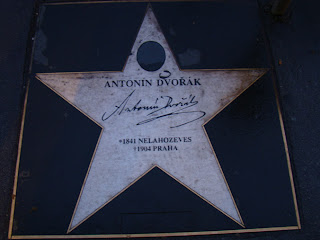 ANTONÍN DVOŘÁK
Antonín Dvořák
*1841 NELAHOZEVES
†1904 PRAHA